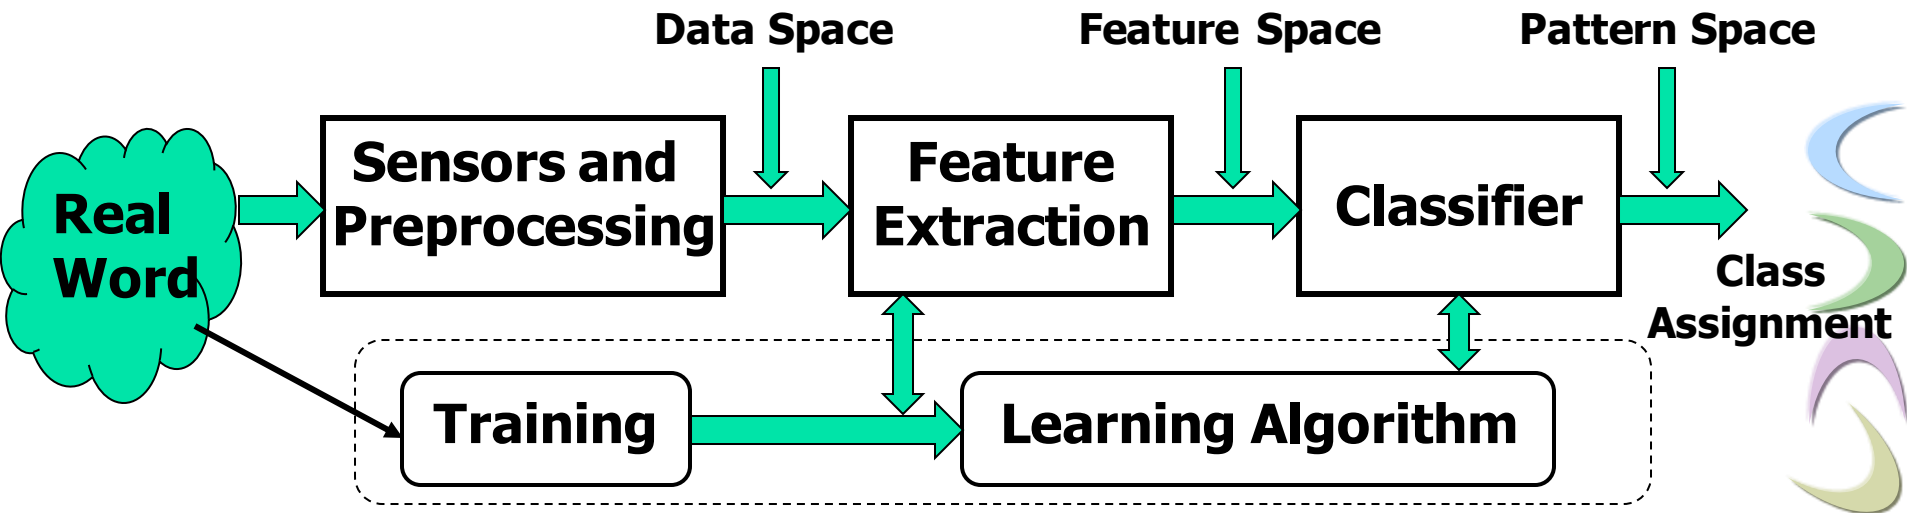 Data Space
Feature Space
Pattern Space
Real
Word
Sensors and
Preprocessing
Feature
Extraction
Classifier
Class
Assignment
Training
Learning Algorithm